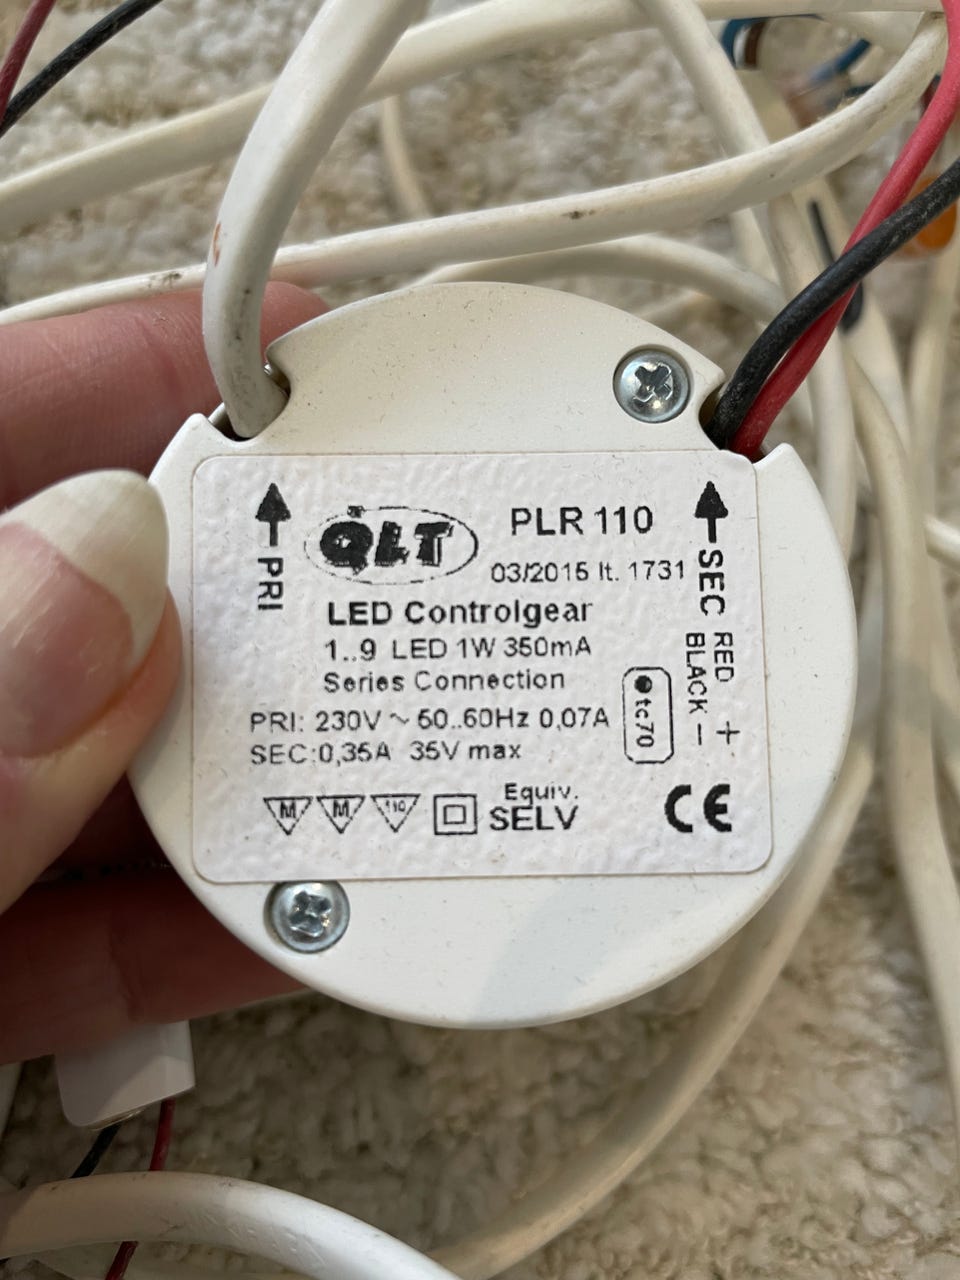 PRI
QLT
PLR 110
03/2015 lt. 1731
LED Controlgear
1..9 LED 1W 350mA
Series Connection
PRI: 230V ~ 50..60Hz 0,07A
SEC:0,35A 35V max
M M 110
Equiv.
SELV
CE
SEC
RED +
BLACK –
tc70